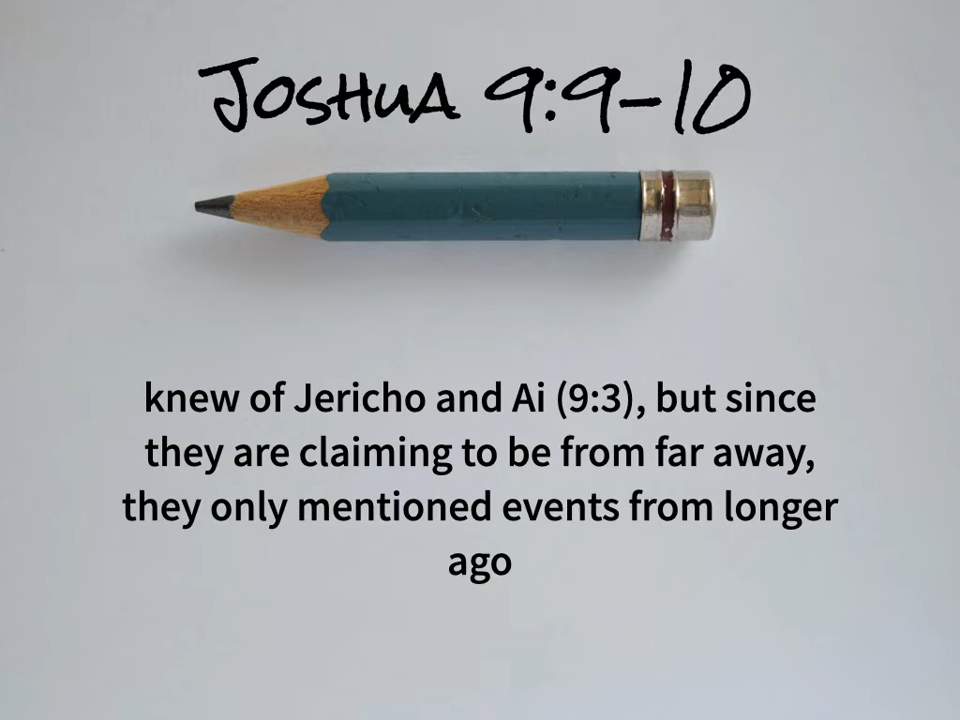 Joshua 9:9-10
knew of Jericho and Ai (9:3), but since
they are claiming to be from far away,
they only mentioned events from longer
ago